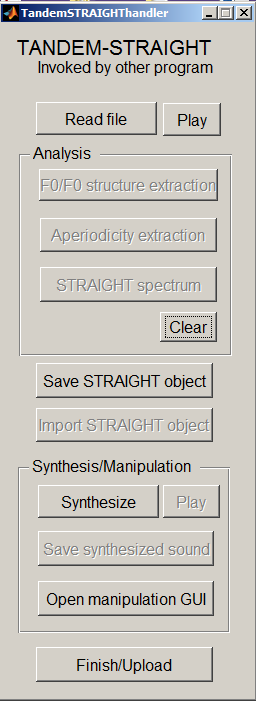 TandemSTRAIGHThandler
TANDEM-STRAIGHT
Invoked by other program
Read file
Play
Analysis
F0/F0 structure extraction
Aperiodicity extraction
STRAIGHT spectrum
Clear
Save STRAIGHT object
Import STRAIGHT object
Synthesis/Manipulation
Synthesize
Play
Save synthesized sound
Open manipulation GUI
Finish/Upload